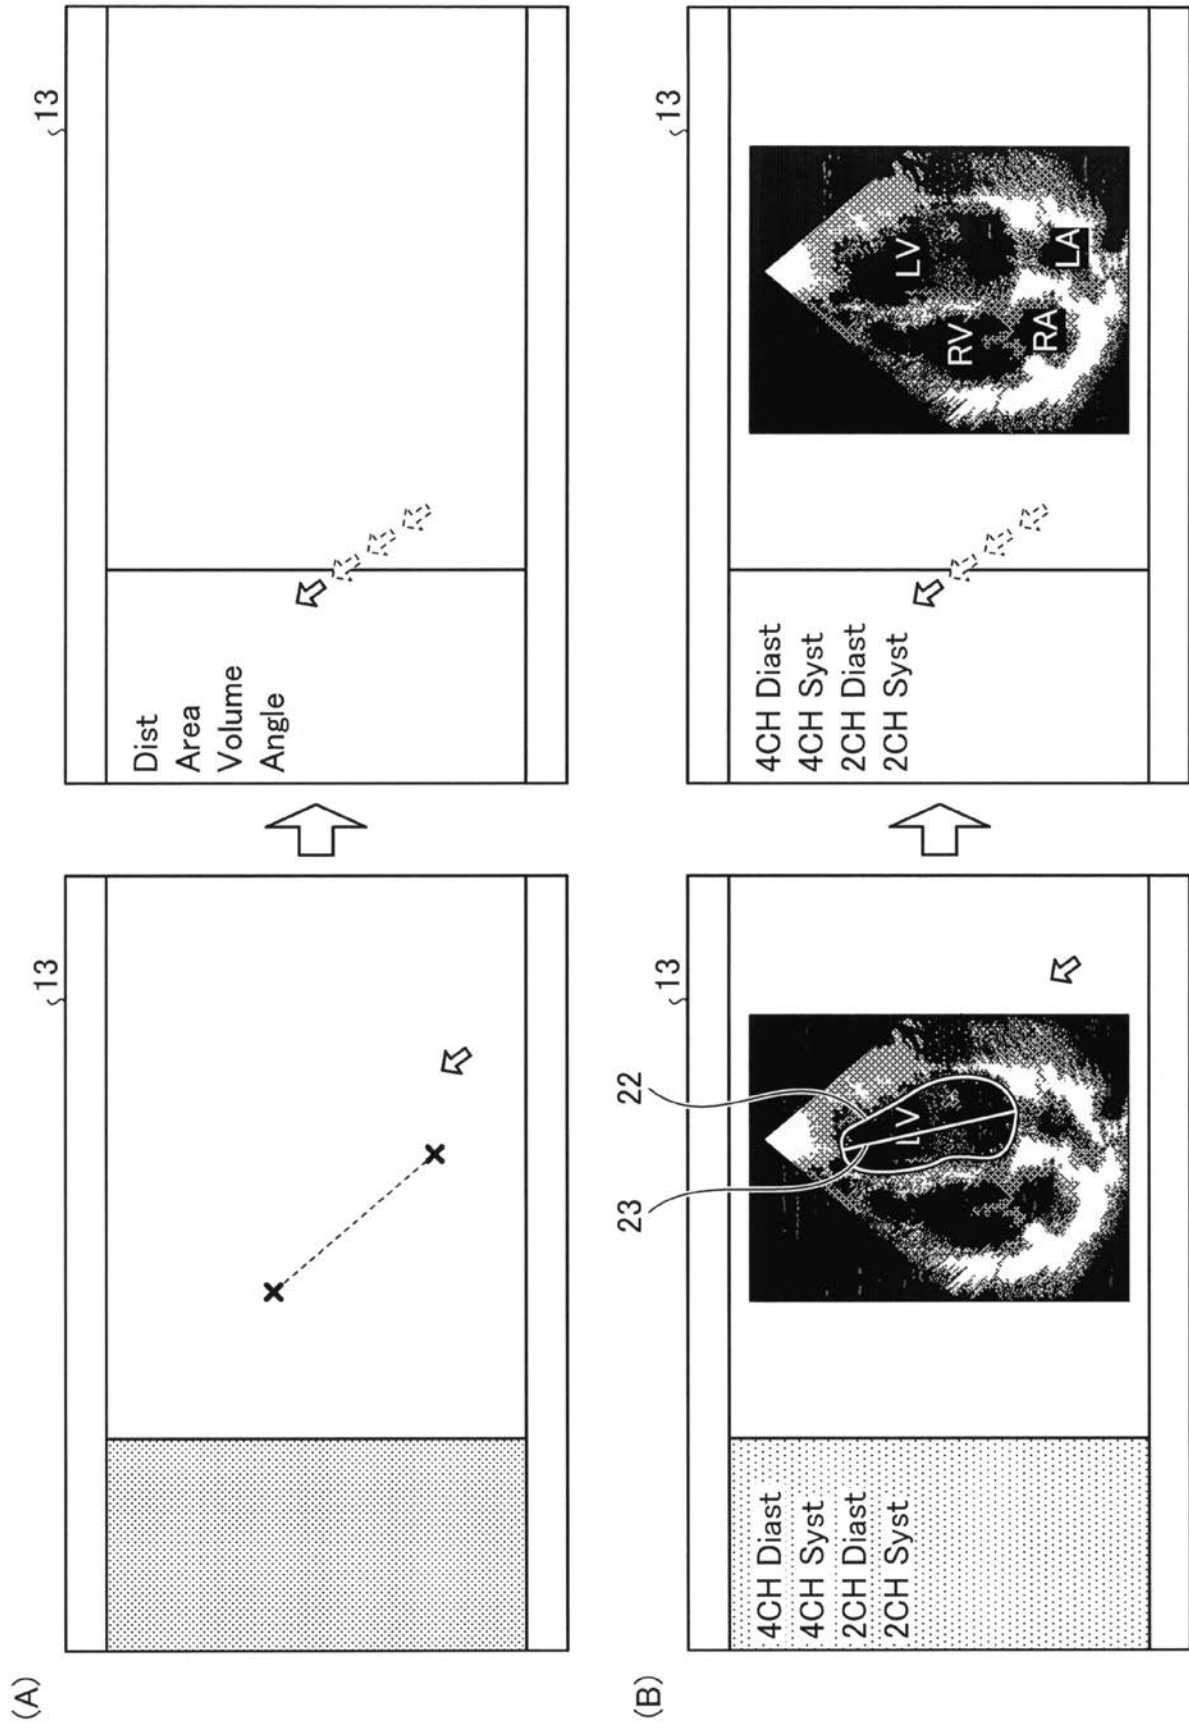 (A)
13
13
Dist
Area
Volume
Angle
(B)
13
4CH Diast
4CH Syst
2CH Diast
2CH Syst
23
22
LV
13
4CH Diast
4CH Syst
2CH Diast
2CH Syst
LV
RV
RA
LA